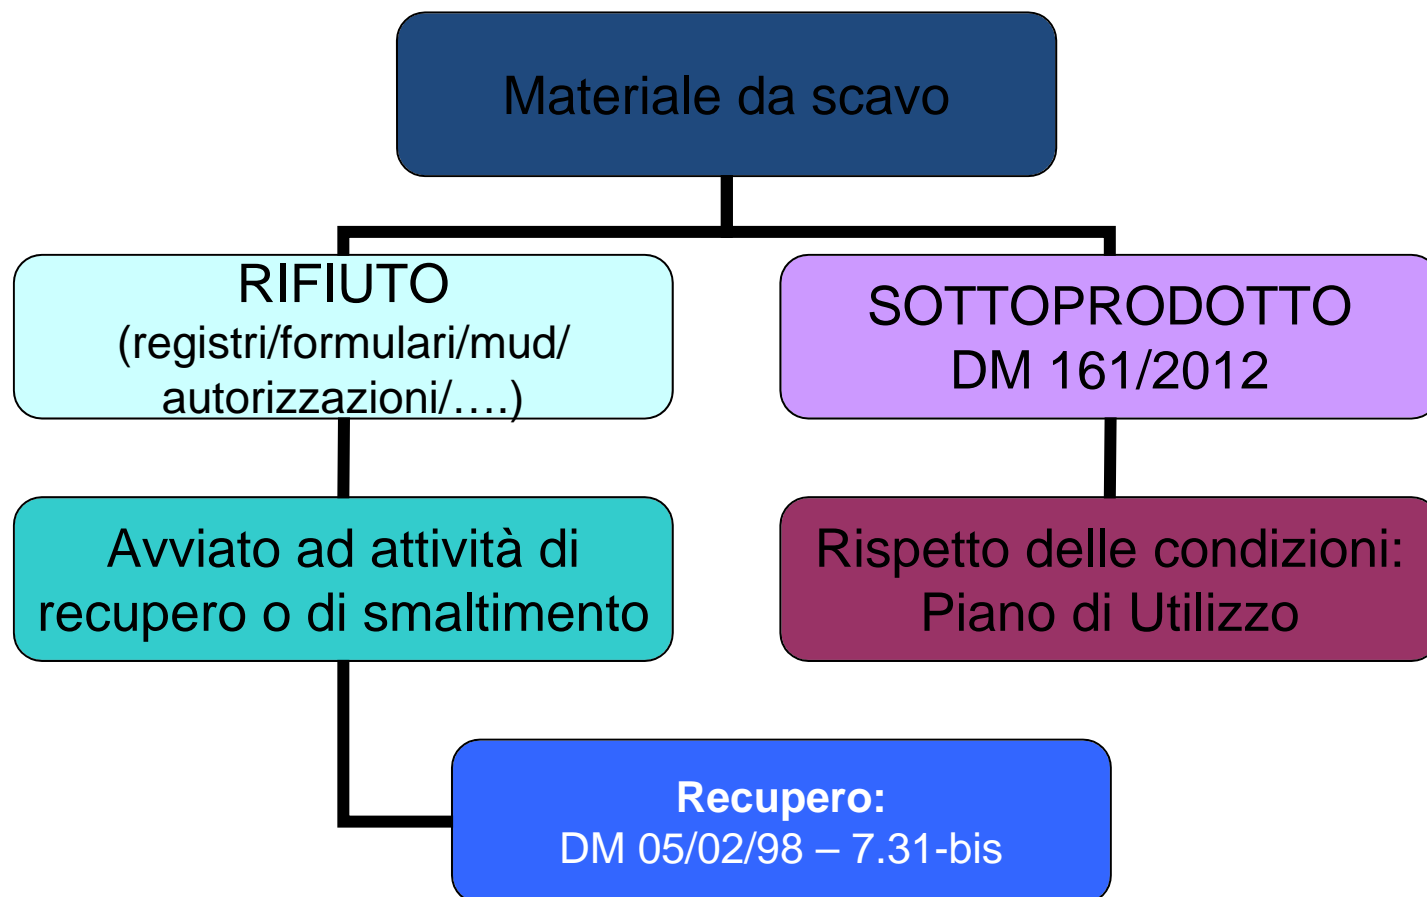 Materiale da scavo
RIFIUTO
(registri/formulari/mud/
autorizzazioni/….)
SOTTOPRODOTTO
DM 161/2012
Avviato ad attività di
recupero o di smaltimento
Rispetto delle condizioni:
Piano di Utilizzo
Recupero:
DM 05/02/98 – 7.31-bis